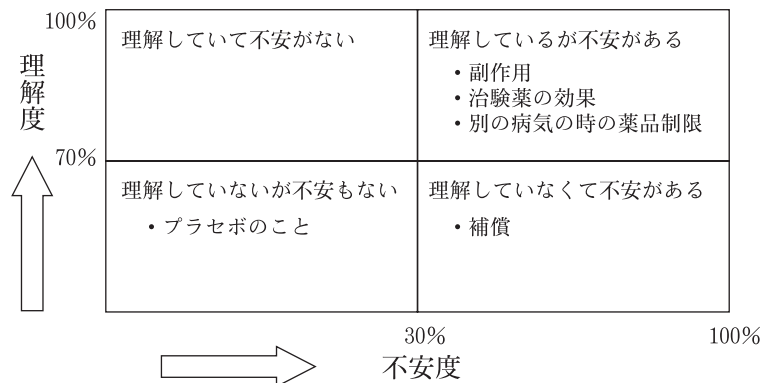 100%
理解していて不安がない
理解しているが不安がある
・副作用
・治験薬の効果
・別の病気の時の薬品制限
理解度
70%
理解していないが不安もない
・プラセボのこと
理解していなくて不安がある
・補償
30%
100%
不安度